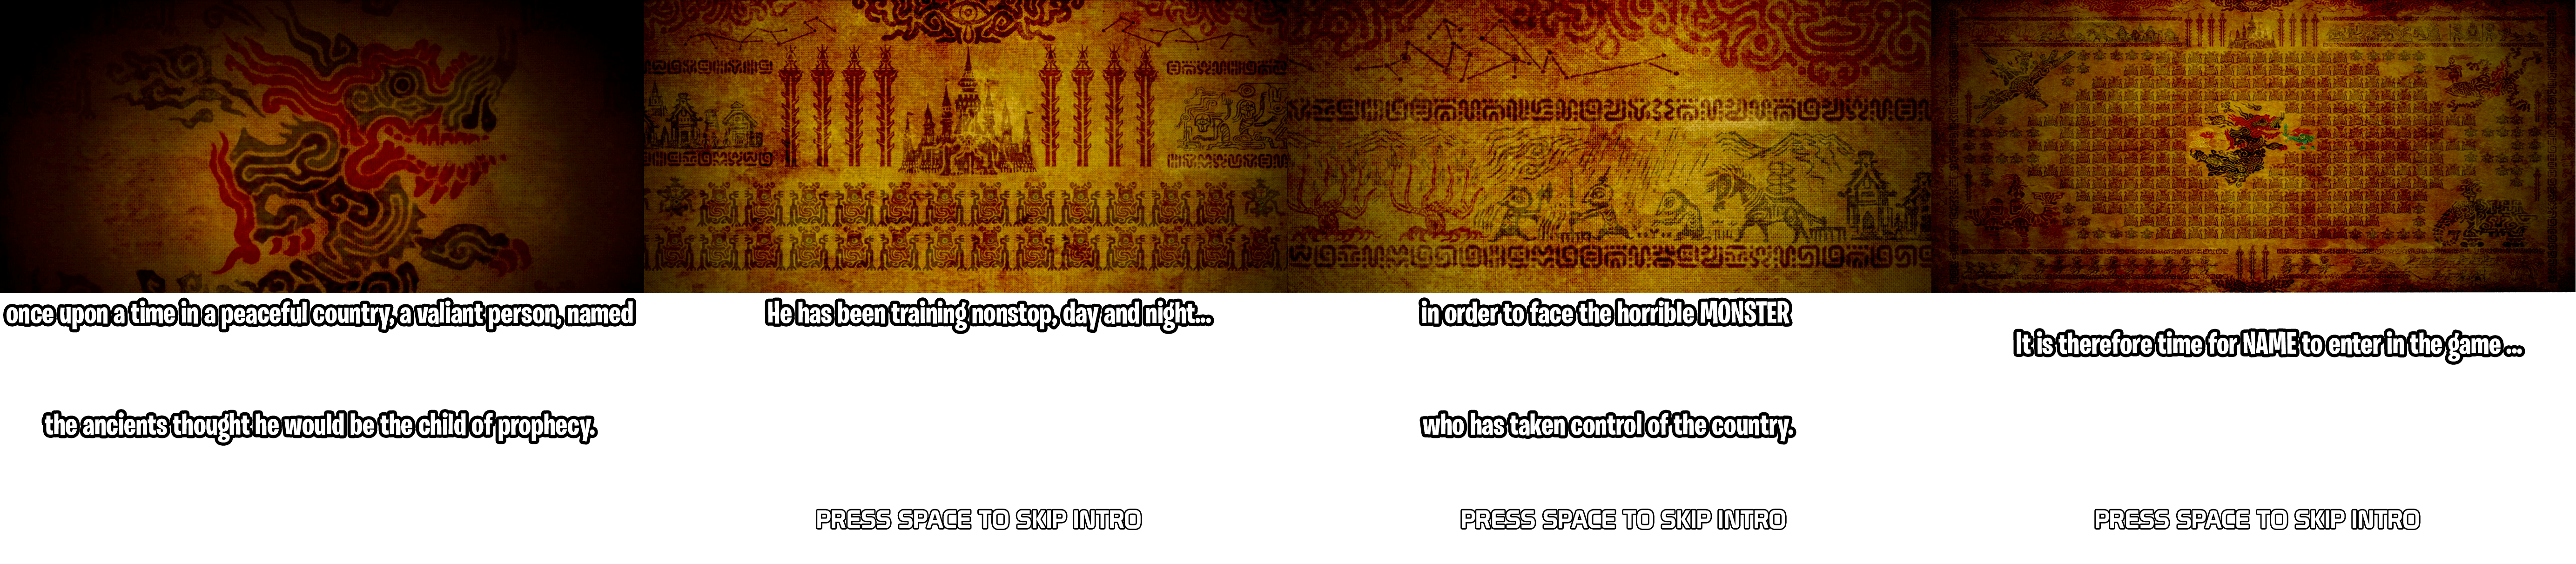 once upon a time in a peaceful country, a valiant person, named
the ancients thought he would be the child of prophecy.
He has been training nonstop, day and night...
PRESS SPACE TO SKIP INTRO
in order to face the horrible MONSTER
who has taken control of the country.
PRESS SPACE TO SKIP INTRO
It is therefore time for NAME to enter in the game ...
PRESS SPACE TO SKIP INTRO